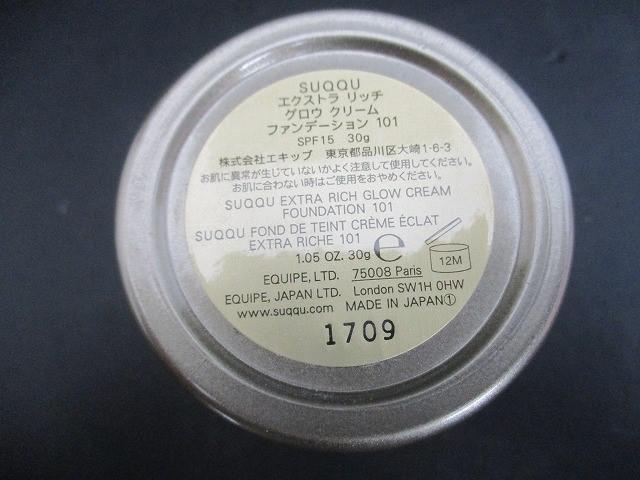 SUQQU
エクストラ リッチ
グロウ クリーム
ファンデーション 101
SPF15 30g
株式会社エキップ 東京都品川区大崎1-6-3
お肌に異常が生じていないかよく注意して使用してください。
お肌に合わない時はご使用をおやめください。
SUQQU EXTRA RICH GLOW CREAM
FOUNDATION 101
SUQQU FOND DE TEINT CRÈME ÉCLAT
EXTRA RICHE 101
1.05 OZ. 30g ℮
12M
EQUIPE, LTD. 75008 Paris
EQUIPE, JAPAN LTD. London SW1H 0HW
www.suqqu.com MADE IN JAPAN①
1709